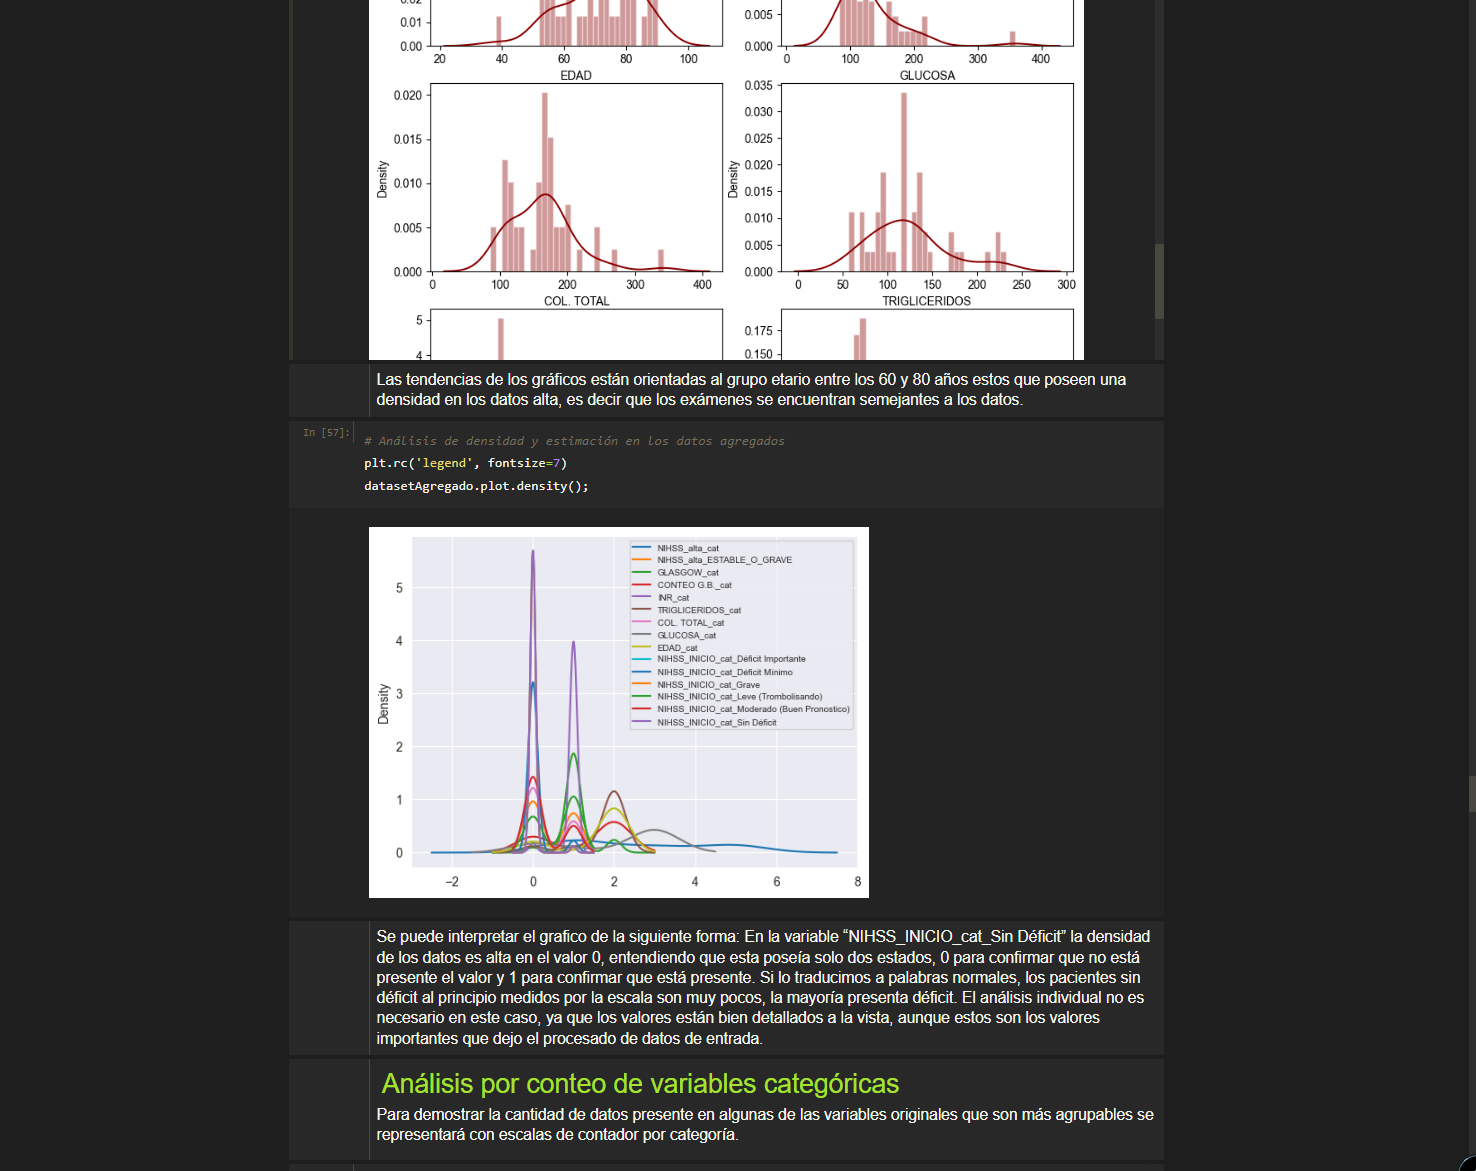 0.02
0.01
0.00
20 40 60 80 100
EDAD
0.005
0.000
0 100 200 300 400
GLUCOSA
0.020
0.015
0.010
0.005
0.000
Density
0 100 200 300 400
COL. TOTAL
0.035
0.030
0.025
0.020
0.015
0.010
0.005
0.000
Density
0 50 100 150 200 250 300
TRIGLICERIDOS
5
4
0.175
0.150
Las tendencias de los gráficos están orientadas al grupo etario entre los 60 y 80 años estos que poseen una
densidad en los datos alta, es decir que los exámenes se encuentran semejantes a los datos.
In [57]:
# Análisis de densidad y estimación en los datos agregados
plt.rc('legend', fontsize=7)
datasetAgregado.plot.density();
NIHSS_alta_cat
NIHSS_alta_ESTABLE_O_GRAVE
GLASGOW_cat
CONTEO G.B._cat
INR_cat
TRIGLICERIDOS_cat
COL. TOTAL_cat
GLUCOSA_cat
EDAD_cat
NIHSS_INICIO_cat_Déficit Importante
NIHSS_INICIO_cat_Déficit Mínimo
NIHSS_INICIO_cat_Grave
NIHSS_INICIO_cat_Leve (Trombolisando)
NIHSS_INICIO_cat_Moderado (Buen Pronostico)
NIHSS_INICIO_cat_Sin Déficit
5
4
3
2
1
0
Density
−2 0 2 4 6 8
Se puede interpretar el grafico de la siguiente forma: En la variable “NIHSS_INICIO_cat_Sin Déficit” la densidad
de los datos es alta en el valor 0, entendiendo que esta poseía solo dos estados, 0 para confirmar que no está
presente el valor y 1 para confirmar que está presente. Si lo traducimos a palabras normales, los pacientes sin
déficit al principio medidos por la escala son muy pocos, la mayoría presenta déficit. El análisis individual no es
necesario en este caso, ya que los valores están bien detallados a la vista, aunque estos son los valores
importantes que dejo el procesado de datos de entrada.
Análisis por conteo de variables categóricas
Para demostrar la cantidad de datos presente en algunas de las variables originales que son más agrupables se
representará con escalas de contador por categoría.